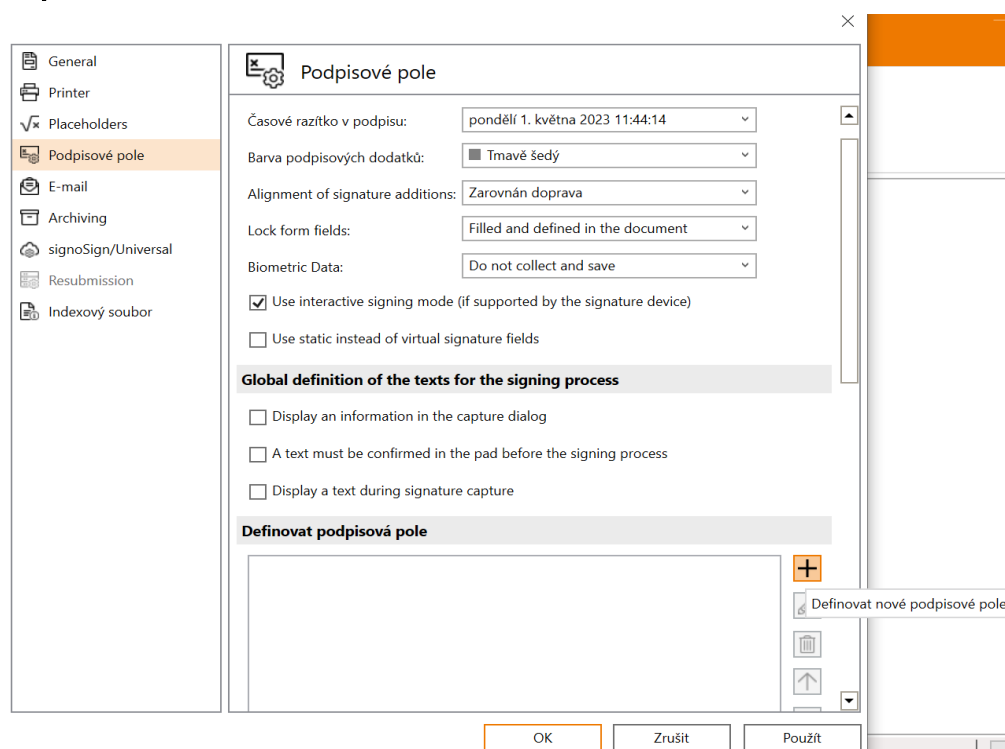 General
Printer
Placeholders
Podpisové pole
E-mail
Archiving
signoSign/Universal
Resubmission
Indexový soubor
Podpisové pole
Časové razítko v podpisu: pondělí 1. května 2023 11:44:14
Barva podpisových dodatků: Tmavě šedý
Alignment of signature additions: Zarovnán doprava
Lock form fields: Filled and defined in the document
Biometric Data: Do not collect and save
Use interactive signing mode (if supported by the signature device)
Use static instead of virtual signature fields
Global definition of the texts for the signing process
Display an information in the capture dialog
A text must be confirmed in the pad before the signing process
Display a text during signature capture
Definovat podpisová pole
Definovat nové podpisové pole
OK Zrušit Použít